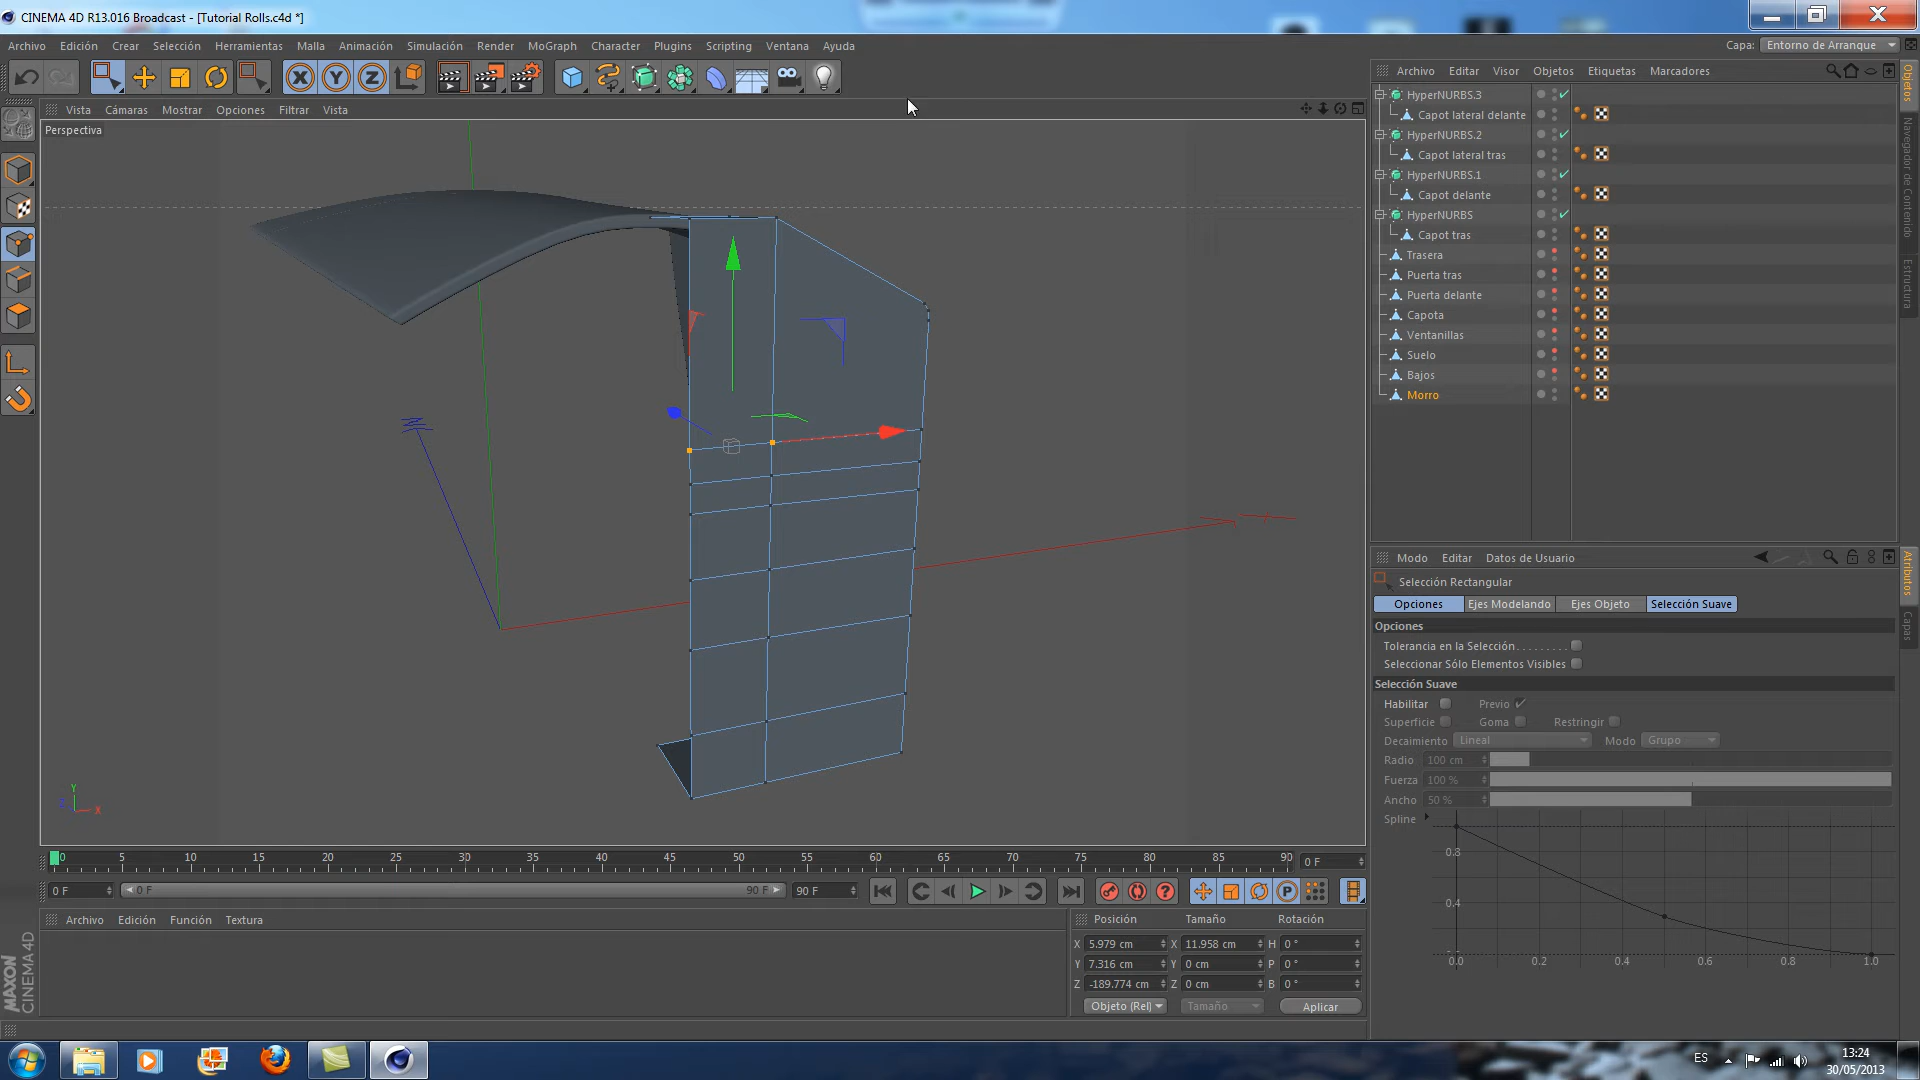 CINEMA 4D R13.016 Broadcast - [Tutorial Rolls.c4d *]
Archivo Edición Crear Selección Herramientas Malla Animación Simulación Render MoGraph Character Plugins Scripting Ventana Ayuda
Capa: Entorno de Arranque
X Y Z
Archivo Editar Visor Objetos Etiquetas Marcadores
Vista Cámaras Mostrar Opciones Filtrar Vista
Perspectiva
HyperNURBS.3
Capot lateral delante
HyperNURBS.2
Capot lateral tras
HyperNURBS.1
Capot delante
HyperNURBS
Capot tras
Trasera
Puerta tras
Puerta delante
Capota
Ventanillas
Suelo
Bajos
Morro
Objetos
Navegador de Contenido
Estructura
Modo Editar Datos de Usuario
Selección Rectangular
Opciones Ejes Modelando Ejes Objeto Selección Suave
Opciones
Tolerancia en la Selección . . . . . . . .
Seleccionar Sólo Elementos Visibles
Selección Suave
Habilitar Previo
Superficie Goma Restringir
Decaimiento Lineal Modo Grupo
Radio 100 cm
Fuerza 100 %
Ancho 50 %
Spline
0.8
0.4
0.0 0.2 0.4 0.6 0.8 1.0
Atributos
Capas
Y
Z X
0 5 10 15 20 25 30 35 40 45 50 55 60 65 70 75 80 85 90 0 F
0 F 0 F 90 F 90 F
Archivo Edición Función Textura
Posición Tamaño Rotación
X 5.979 cm X 11.958 cm H 0 °
Y 7.316 cm Y 0 cm P 0 °
Z -189.774 cm Z 0 cm B 0 °
Objeto (Rel) Tamaño Aplicar
MAXON
CINEMA 4D
ES
13:24
30/05/2013